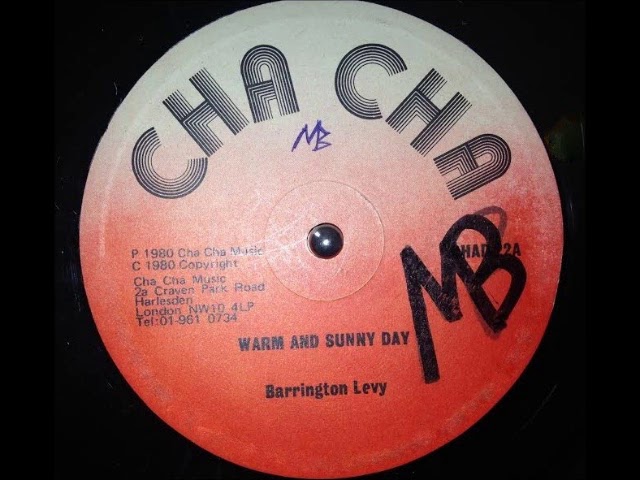 CHA CHA
MB
P 1980 Cha Cha Music
C 1980 Copyright
Cha Cha Music
2a Craven Park Road
Harlesden
London NW10 4LP
Tel:01-961 0734
MB
WARM AND SUNNY DAY
Barrington Levy